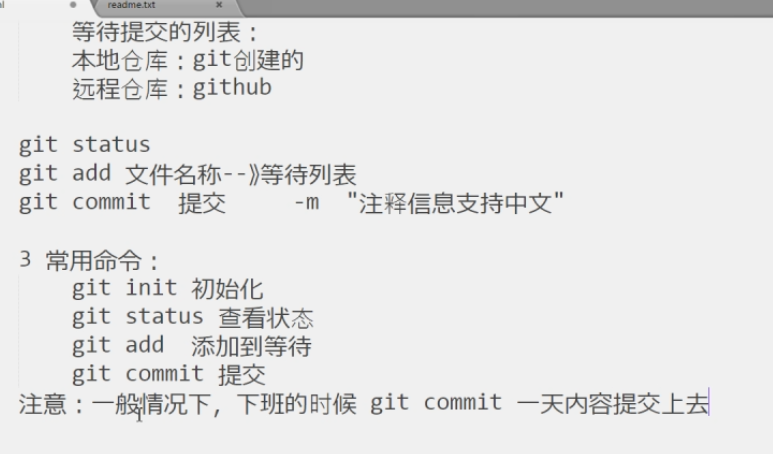 readme.txt
等待提交的列表：
本地仓库：git创建的
远程仓库：github
git status
git add 文件名称--》等待列表
git commit 提交 -m "注释信息支持中文"
3 常用命令：
git init 初始化
git status 查看状态
git add 添加到等待
git commit 提交
注意：一般情况下，下班的时候 git commit 一天内容提交上去